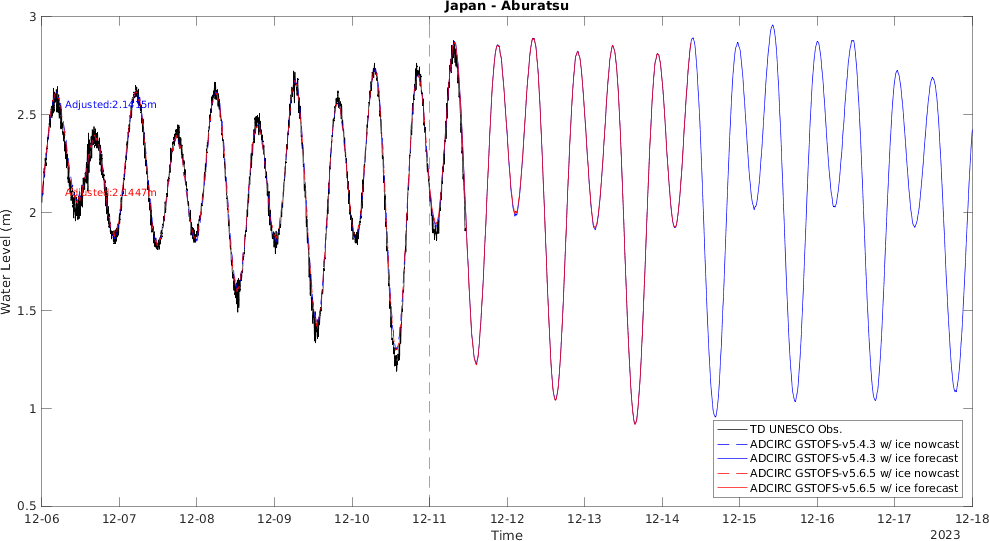 Japan - Aburatsu
3
2.5
2
1.5
1
0.5
Water Level (m)
Adjusted:2.1415m
Adjusted:2.1447m
TD UNESCO Obs.
ADCIRC GSTOFS-v5.4.3 w/ ice nowcast
ADCIRC GSTOFS-v5.4.3 w/ ice forecast
ADCIRC GSTOFS-v5.6.5 w/ ice nowcast
ADCIRC GSTOFS-v5.6.5 w/ ice forecast
12-06 12-07 12-08 12-09 12-10 12-11 12-12 12-13 12-14 12-15 12-16 12-17 12-18
Time
2023